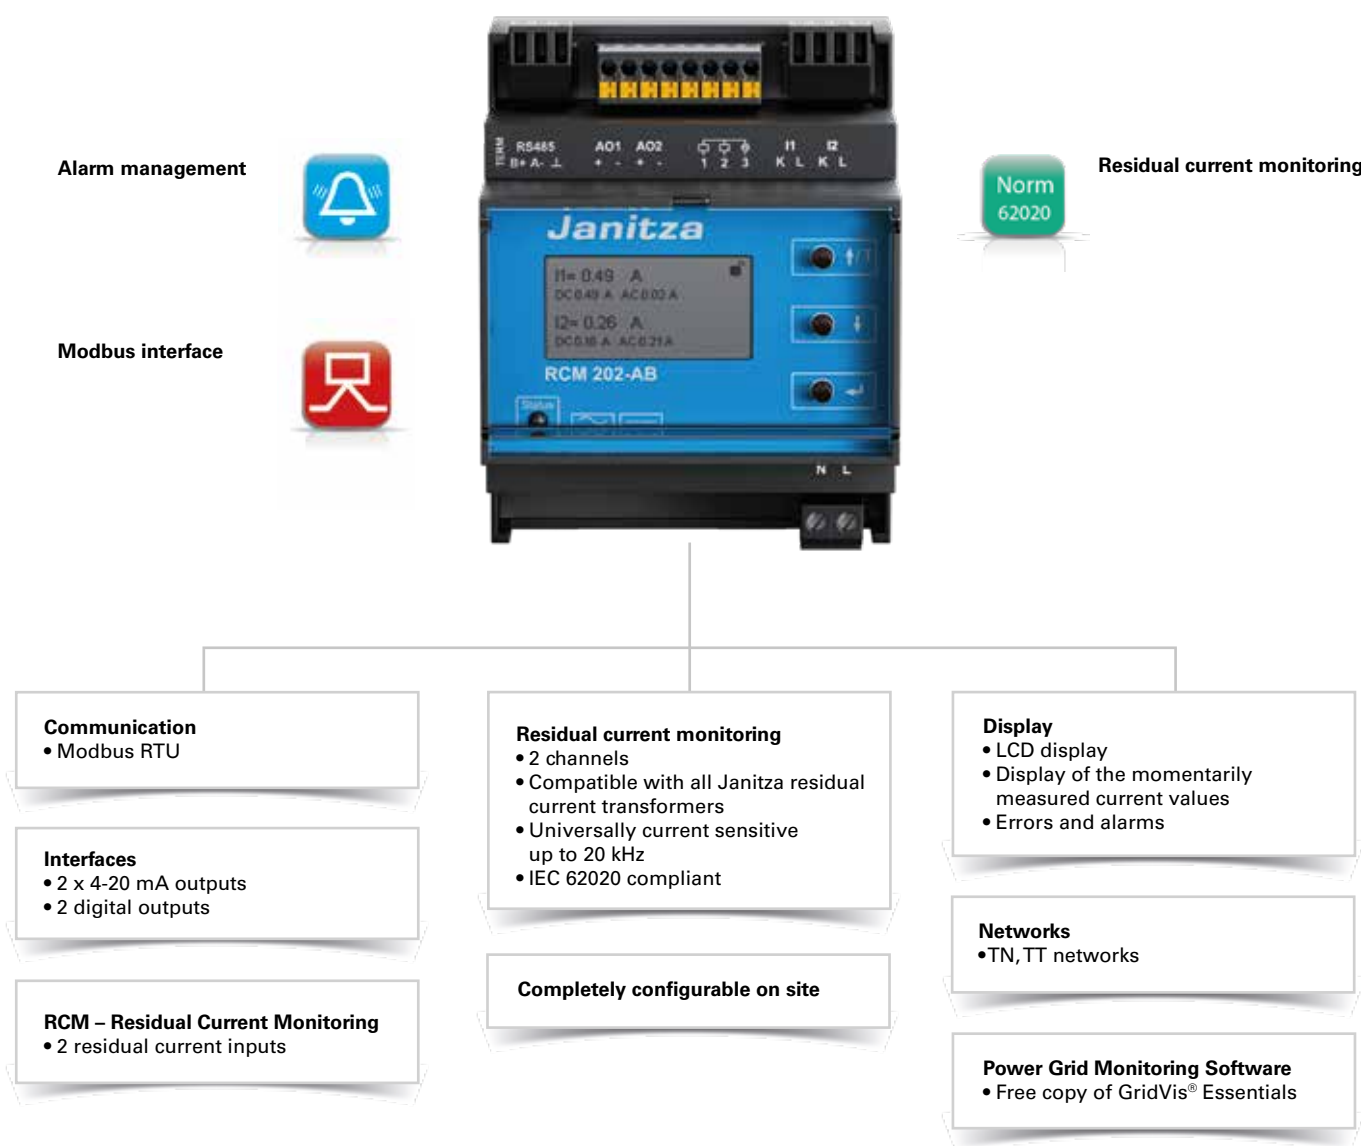 Alarm management
Modbus interface
Norm
62020
Residual current monitoring
TERM
RS485 AO1 AO2 I1 I2
B+ A- + - + - 1 2 3 K L K L
Janitza
I1= 0.49 A
DC 0.49 A AC 0.02 A
I2= 0.26 A
A AC 0.21 A
RCM 202-AB
Status
N L
Communication
• Modbus RTU
Interfaces
• 2 x 4-20 mA outputs
• 2 digital outputs
RCM – Residual Current Monitoring
• 2 residual current inputs
Residual current monitoring
• 2 channels
• Compatible with all Janitza residual
current transformers
• Universally current sensitive
up to 20 kHz
• IEC 62020 compliant
Completely configurable on site
Display
• LCD display
• Display of the momentarily
measured current values
• Errors and alarms
Networks
• TN, TT networks
Power Grid Monitoring Software
• Free copy of GridVis® Essentials